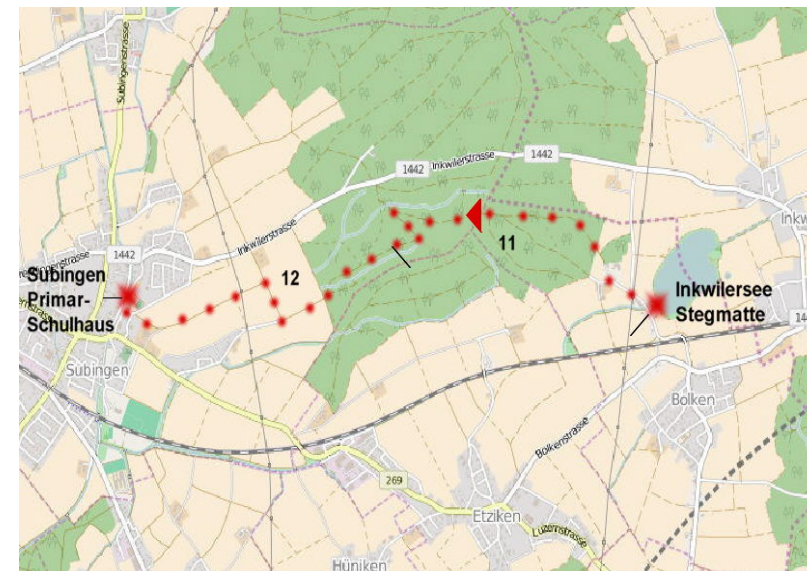 Subingenstrasse
1442
Inkwilerstrasse
1442
1442
Inkwilerstrasse
11
12
Subingen
Primar-
Schulhaus
Inkwilersee
Stegmatte
Subingen
Bolken
Bolkenstrasse
269
Etziken
Luzernstrasse
Hüniken